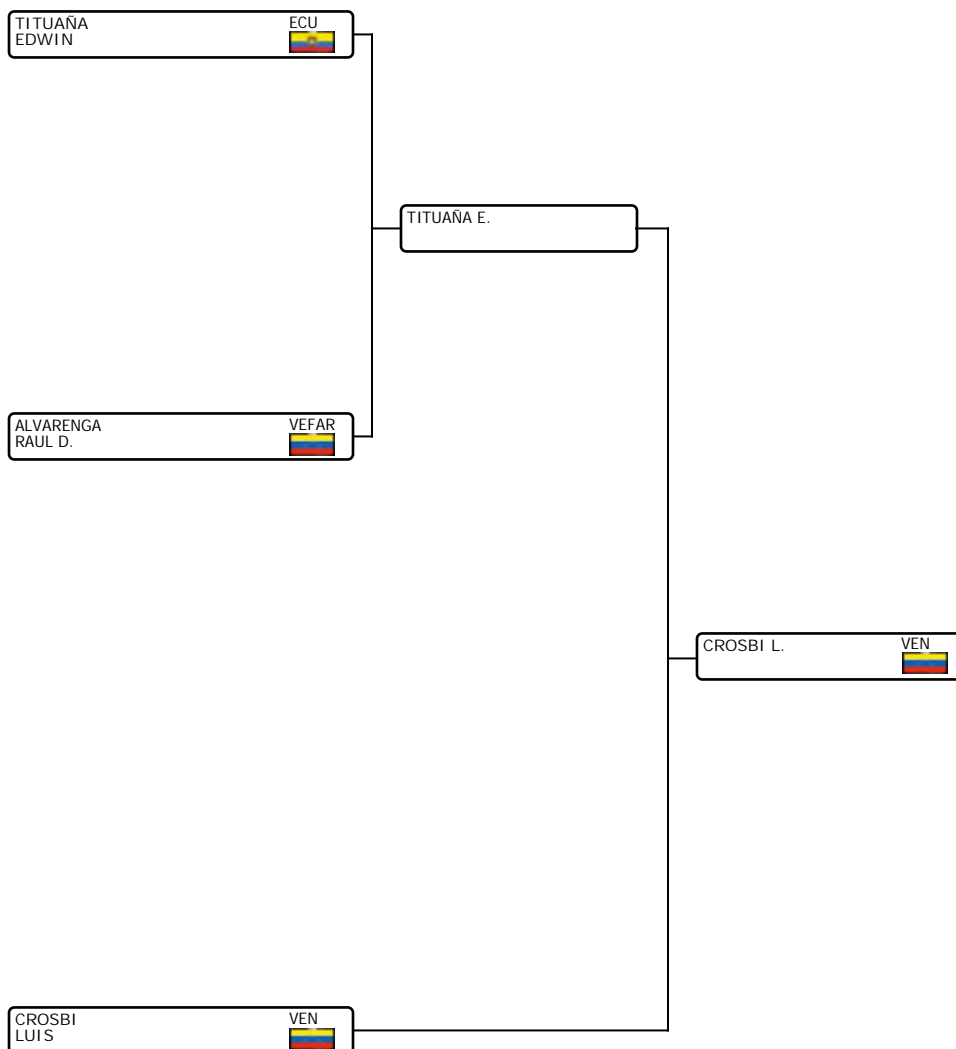 TITUAÑA ECU
EDWIN
TITUAÑA E.
ALVARENGA VEFAR
RAUL D.
CROSBI L. VEN
CROSBI VEN
LUIS